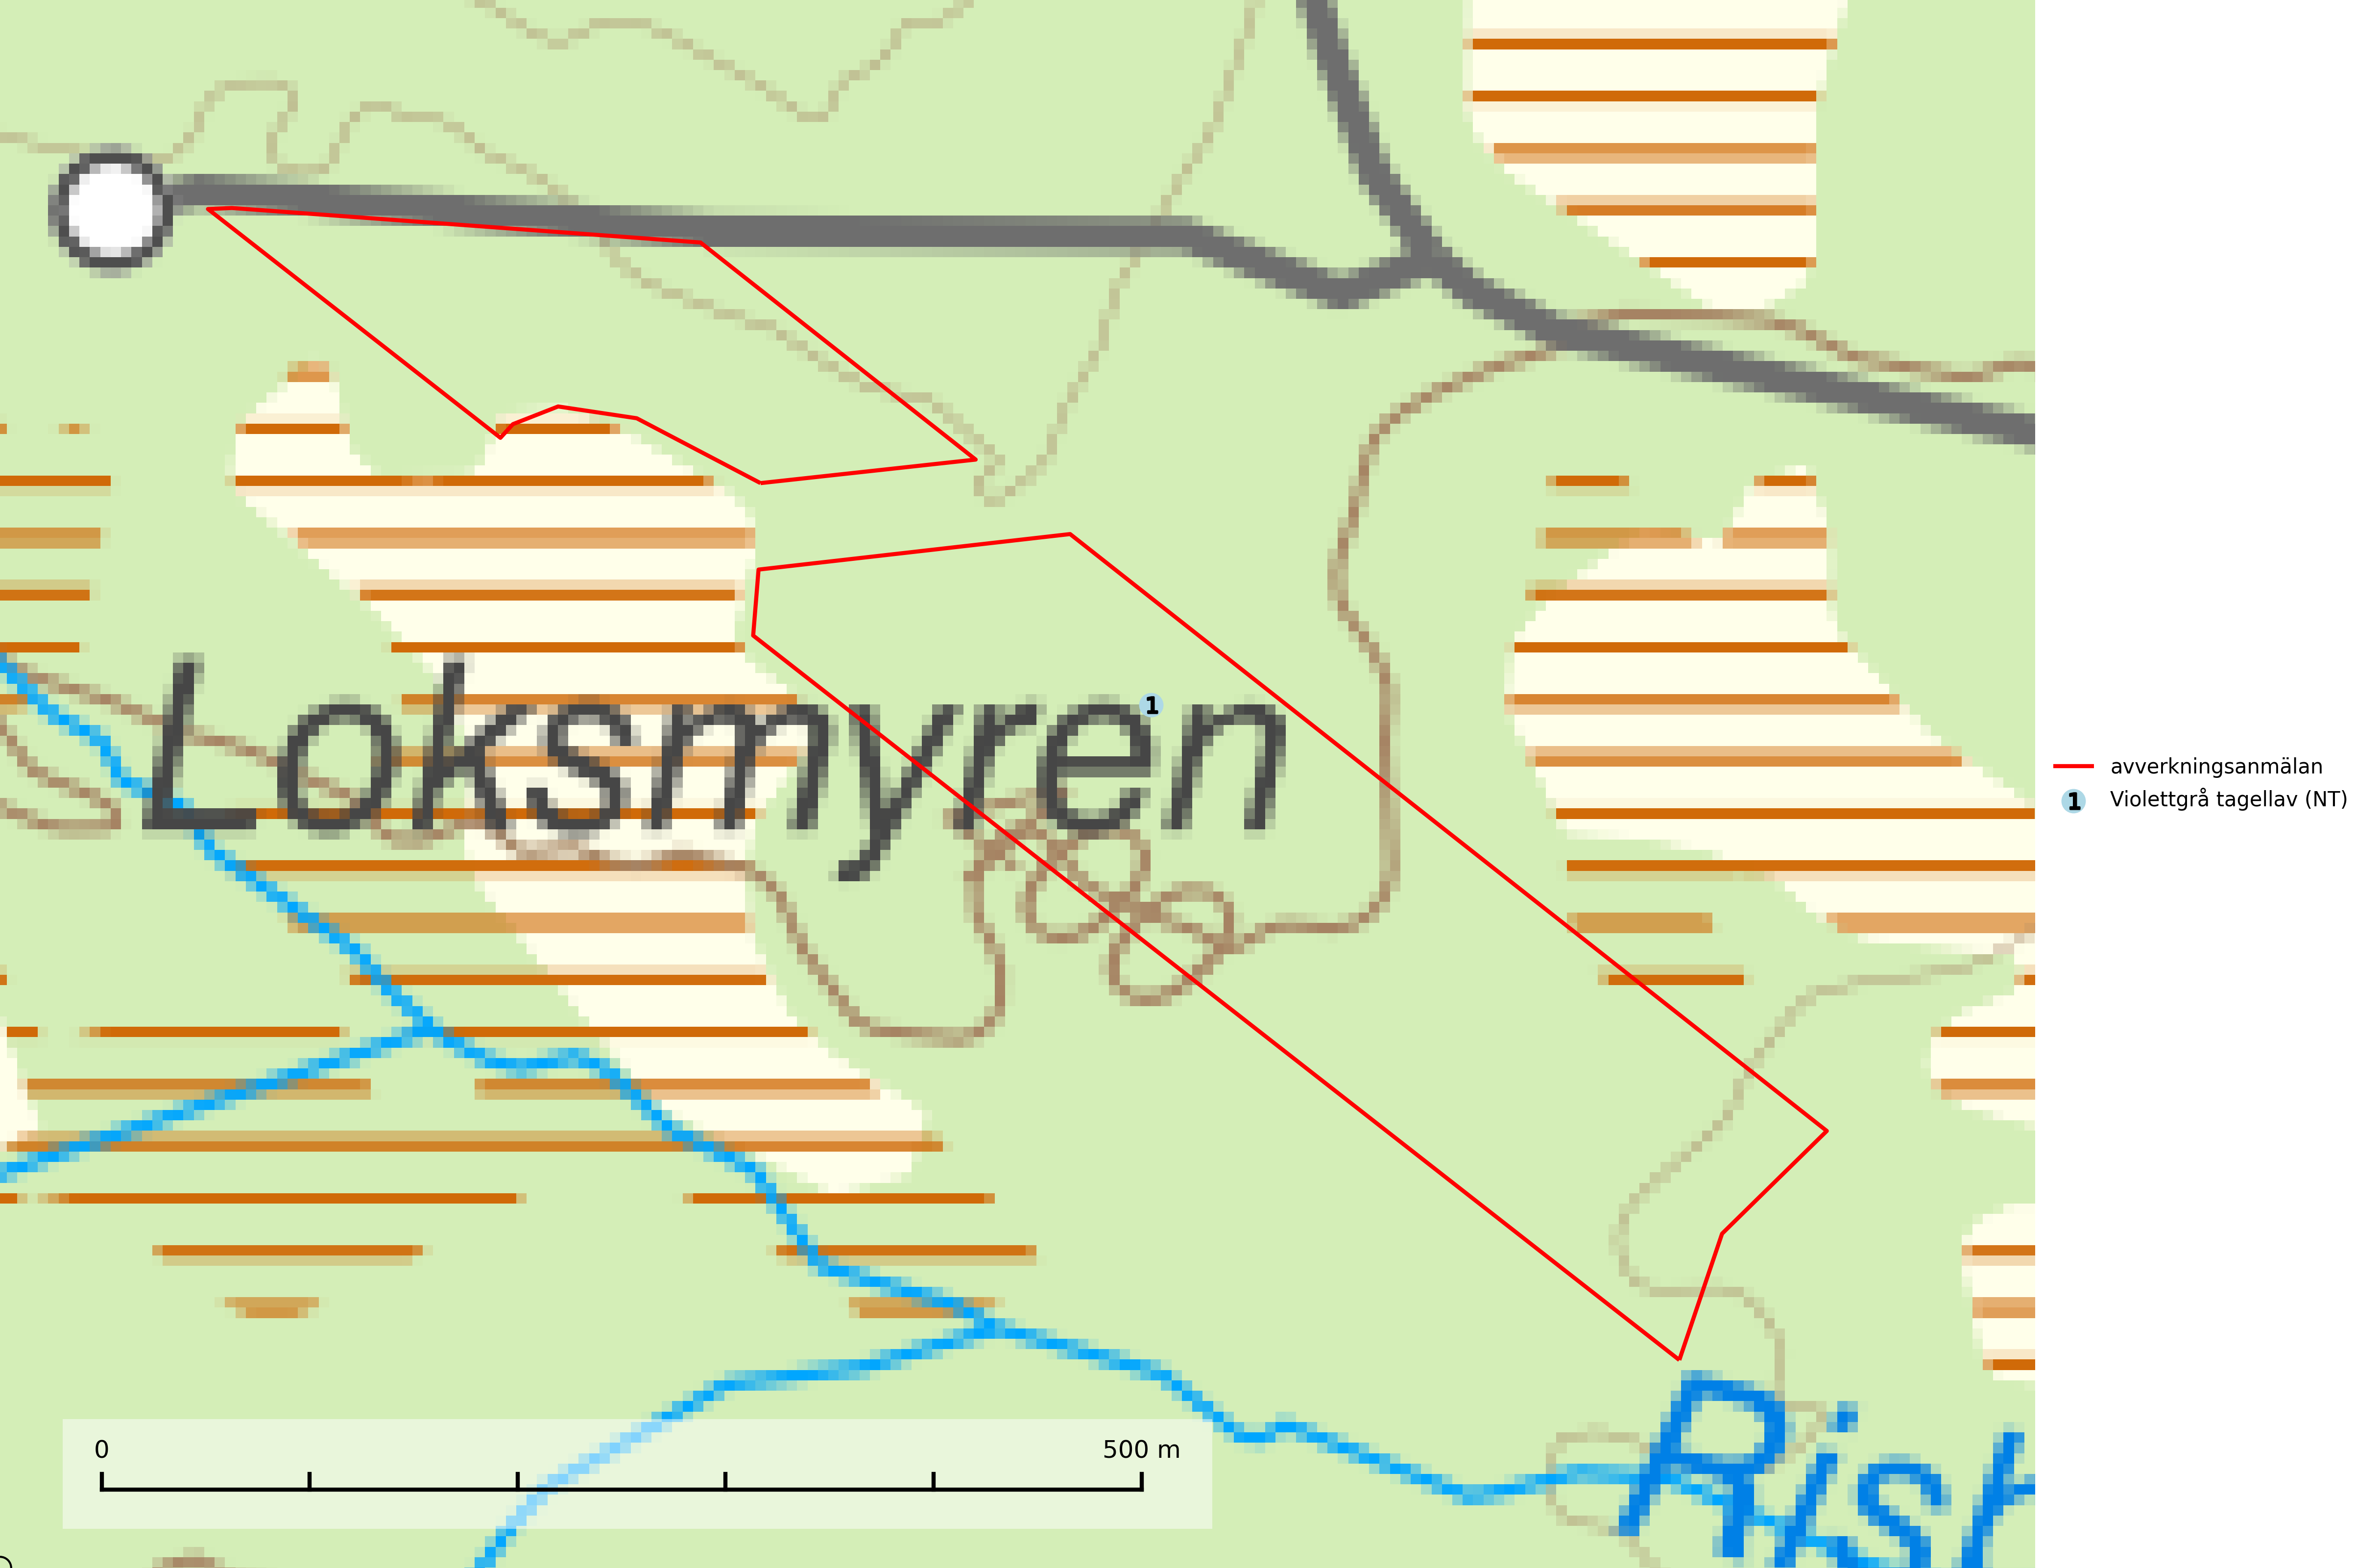 Loksmyren
1
avverkningsanmälan
1 Violettgrå tagellav (NT)
0 500 m